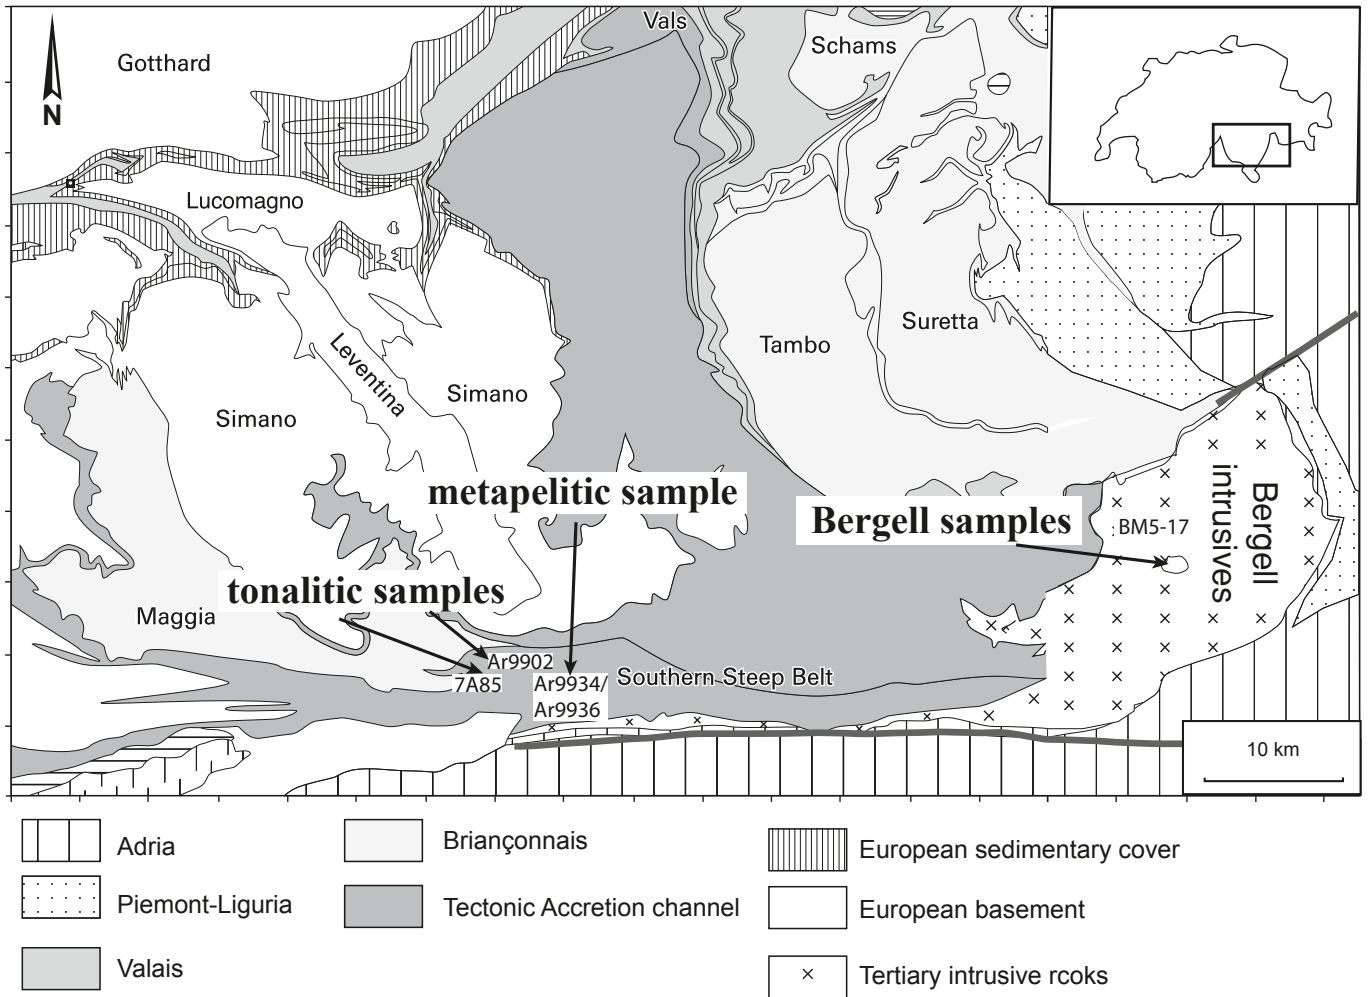 Vals
Schams
Gotthard
N
Lucomagno
Leventina
Suretta
Tambo
Simano
Simano
metapelitic sample
Bergell samples
BM5-17
Bergell
intrusives
tonalitic samples
Maggia
Ar9902
7A85
Ar9934/
Ar9936
Southern Steep Belt
10 km
Adria
Briançonnais
European sedimentary cover
Piemont-Liguria
Tectonic Accretion channel
European basement
Valais
Tertiary intrusive rcoks